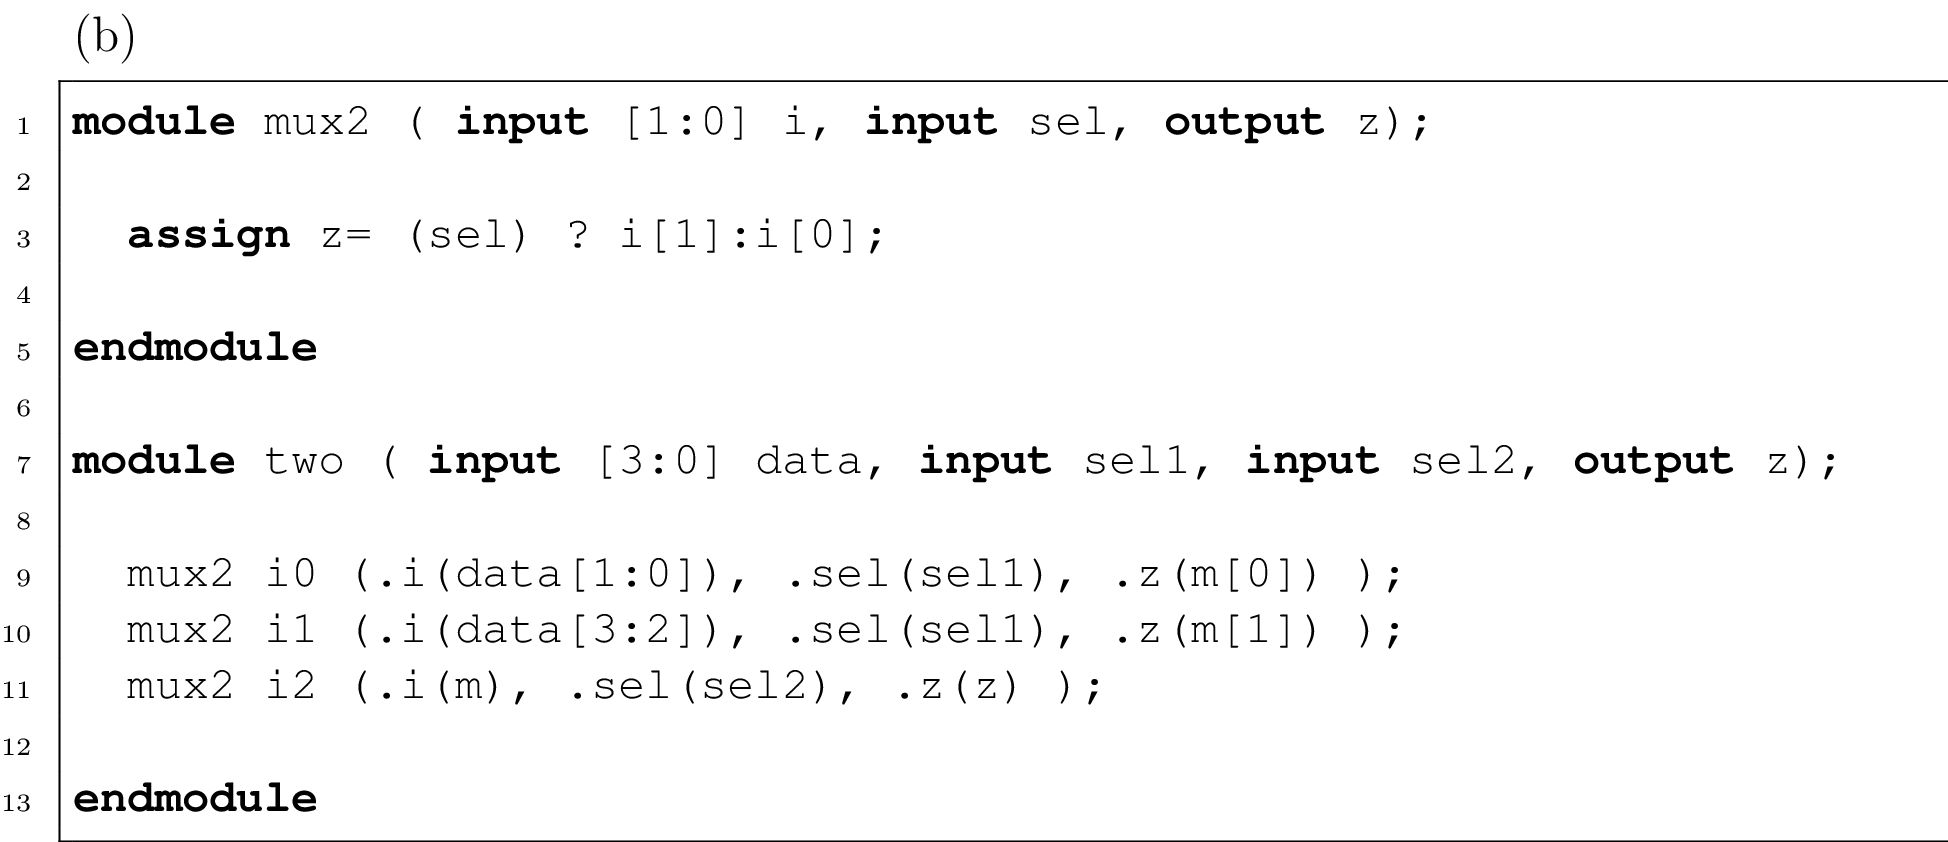 (b)
1 module mux2 ( input [1:0] i, input sel, output z);
2
3   assign z= (sel) ? i[1]:i[0];
4
5 endmodule
6
7 module two ( input [3:0] data, input sel1, input sel2, output z);
8
9   mux2 i0 (.i(data[1:0]), .sel(sel1), .z(m[0]) );
10   mux2 i1 (.i(data[3:2]), .sel(sel1), .z(m[1]) );
11   mux2 i2 (.i(m), .sel(sel2), .z(z) );
12
13 endmodule